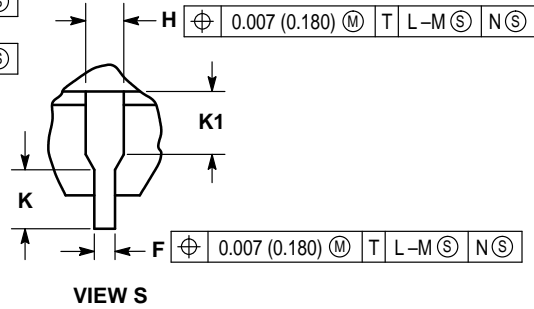 Ⓢ
H ⌖ 0.007 (0.180) Ⓜ T L–M Ⓢ N Ⓢ
Ⓢ
K1
K
F ⌖ 0.007 (0.180) Ⓜ T L–M Ⓢ N Ⓢ
VIEW S